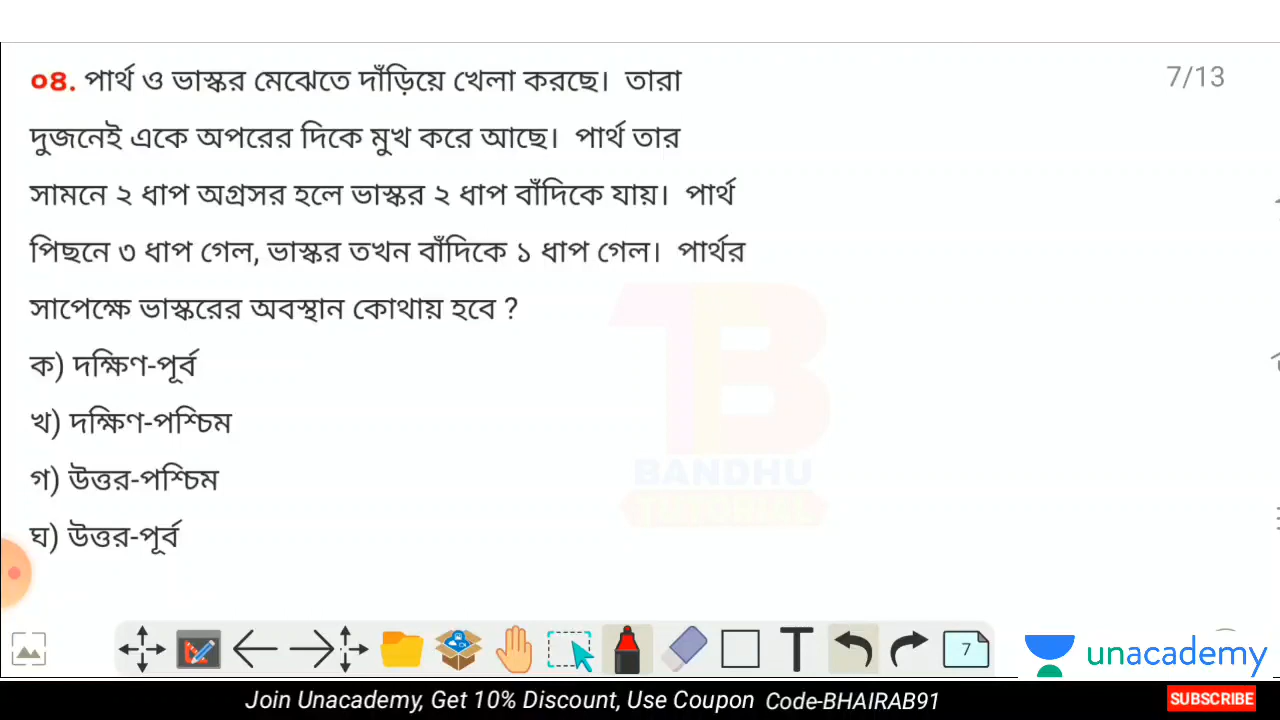 ০৪. পার্থ ও ভাস্কর মেঝেতে দাঁড়িয়ে খেলা করছে। তারা
7/13
দুজনেই একে অপরের দিকে মুখ করে আছে। পার্থ তার
সামনে ২ ধাপ অগ্রসর হলে ভাস্কর ২ ধাপ বাঁদিকে যায়। পার্থ
পিছনে ৩ ধাপ গেল, ভাস্কর তখন বাঁদিকে ১ ধাপ গেল। পার্থর
সাপেক্ষে ভাস্করের অবস্থান কোথায় হবে ?
ক) দক্ষিণ-পূর্ব
খ) দক্ষিণ-পশ্চিম
গ) উত্তর-পশ্চিম
ঘ) উত্তর-পূর্ব
TB
BANDHU
TUTORIAL
7
unacademy
Join Unacademy, Get 10% Discount, Use Coupon Code-BHAIRAB91
SUBSCRIBE